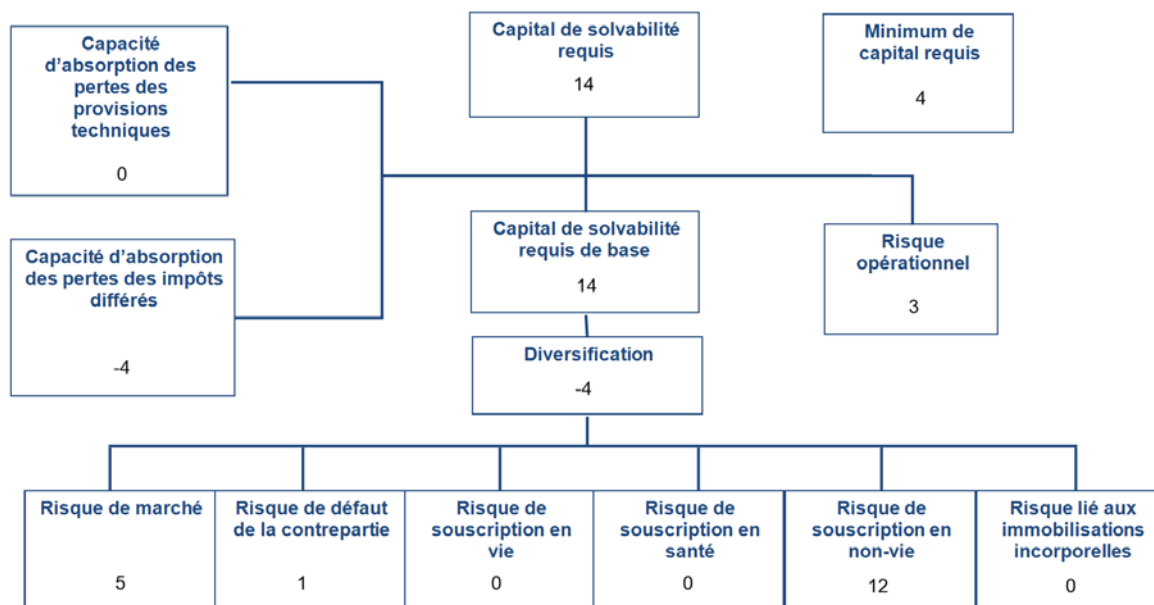 Capacité
d’absorption des
pertes des
provisions
techniques
0
Capital de solvabilité
requis
14
Minimum de
capital requis
4
Capacité d’absorption
des pertes des impôts
différés
-4
Capital de solvabilité
requis de base
14
Risque
opérationnel
3
Diversification
-4
Risque de marché
5
Risque de défaut
de la contrepartie
1
Risque de
souscription en
vie
0
Risque de
souscription en
santé
0
Risque de
souscription en
non-vie
12
Risque lié aux
immobilisations
incorporelles
0